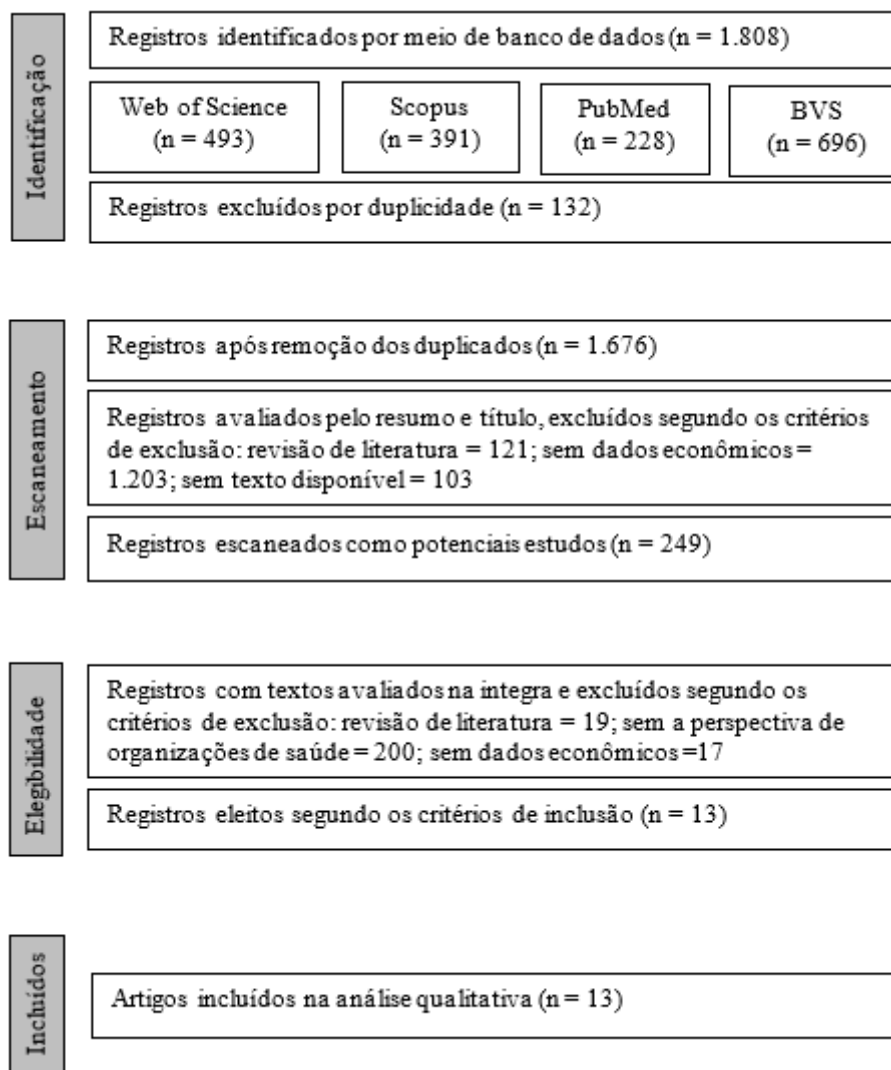 Identificação
Registros identificados por meio de banco de dados (n = 1.808)
Web of Science
(n = 493)
Scopus
(n = 391)
PubMed
(n = 228)
BVS
(n = 696)
Registros excluídos por duplicidade (n = 132)
Escaneamento
Registros após remoção dos duplicados (n = 1.676)
Registros avaliados pelo resumo e título, excluídos segundo os critérios
de exclusão: revisão de literatura = 121; sem dados econômicos =
1.203; sem texto disponível = 103
Registros escaneados como potenciais estudos (n = 249)
Elegibilidade
Registros com textos avaliados na integra e excluídos segundo os
critérios de exclusão: revisão de literatura = 19; sem a perspectiva de
organizações de saúde = 200; sem dados econômicos =17
Registros eleitos segundo os critérios de inclusão (n = 13)
Incluídos
Artigos incluídos na análise qualitativa (n = 13)